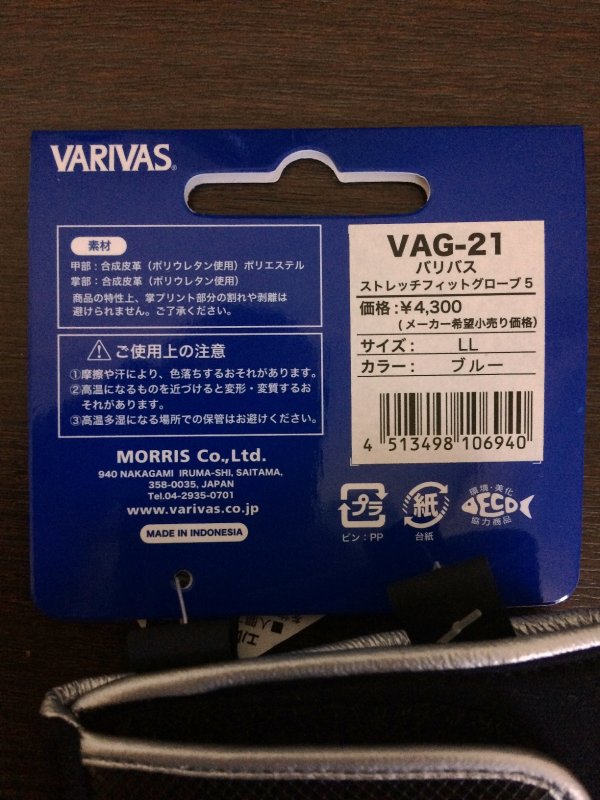 VARIVAS®
素材
甲部 : 合成皮革（ポリウレタン使用）ポリエステル
掌部 : 合成皮革（ポリウレタン使用）
商品の特性上、掌プリント部分の割れや剥離は
避けられません。ご了承ください。
ご使用上の注意
①摩擦や汗により、色落ちするおそれがあります。
②高温になるものを近づけると変形・変質するお
それがあります。
③高温多湿になる場所での保管はお避けください。
MORRIS Co.,Ltd.
940 NAKAGAMI IRUMA-SHI, SAITAMA,
358-0035, JAPAN
Tel.04-2935-0701
www.varivas.co.jp
MADE IN INDONESIA
VAG-21
バリバス
ストレッチフィットグローブ 5
価格 : ¥4,300
(メーカー希望小売り価格)
サイズ : LL
カラー : ブルー
4 513498 106940
プラ
ピン : PP
紙
台紙
環境・美化
ECO
協力商品